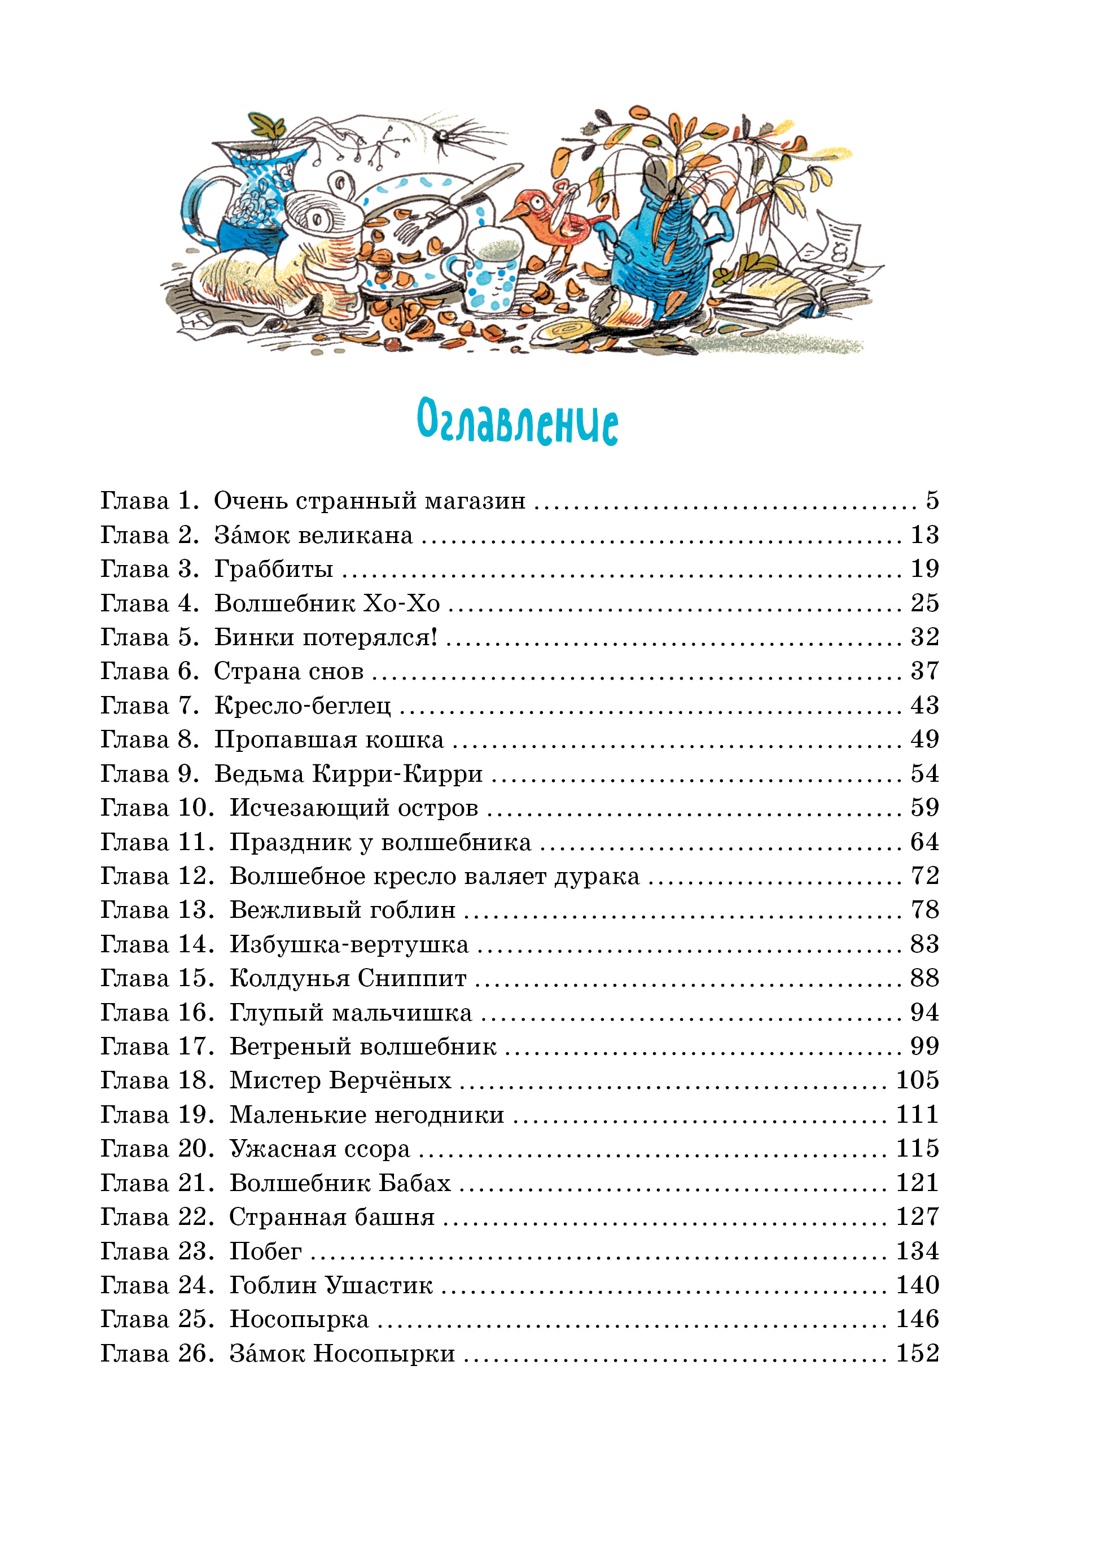 Оглавление
Глава 1. Очень странный магазин ........................................ 5
Глава 2. За́мок великана ........................................ 13
Глава 3. Граббиты ........................................ 19
Глава 4. Волшебник Хо-Хо ........................................ 25
Глава 5. Бинки потерялся! ........................................ 32
Глава 6. Страна снов ........................................ 37
Глава 7. Кресло-беглец ........................................ 43
Глава 8. Пропавшая кошка ........................................ 49
Глава 9. Ведьма Кирри-Кирри ........................................ 54
Глава 10. Исчезающий остров ........................................ 59
Глава 11. Праздник у волшебника ........................................ 64
Глава 12. Волшебное кресло валяет дурака ........................................ 72
Глава 13. Вежливый гоблин ........................................ 78
Глава 14. Избушка-вертушка ........................................ 83
Глава 15. Колдунья Сниппит ........................................ 88
Глава 16. Глупый мальчишка ........................................ 94
Глава 17. Ветреный волшебник ........................................ 99
Глава 18. Мистер Верчёных ........................................ 105
Глава 19. Маленькие негодники ........................................ 111
Глава 20. Ужасная ссора ........................................ 115
Глава 21. Волшебник Бабах ........................................ 121
Глава 22. Странная башня ........................................ 127
Глава 23. Побег ........................................ 134
Глава 24. Гоблин Ушастик ........................................ 140
Глава 25. Носопырка ........................................ 146
Глава 26. За́мок Носопырки ........................................ 152